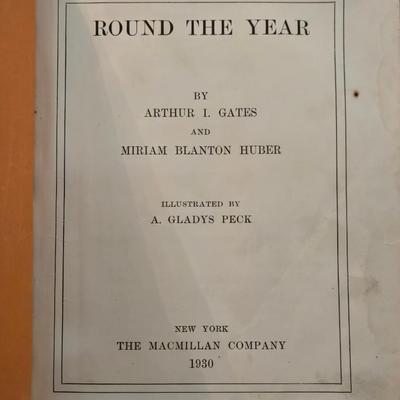 ROUND THE YEAR
BY
ARTHUR I. GATES
AND
MIRIAM BLANTON HUBER
ILLUSTRATED BY
A. GLADYS PECK
NEW YORK
THE MACMILLAN COMPANY
1930